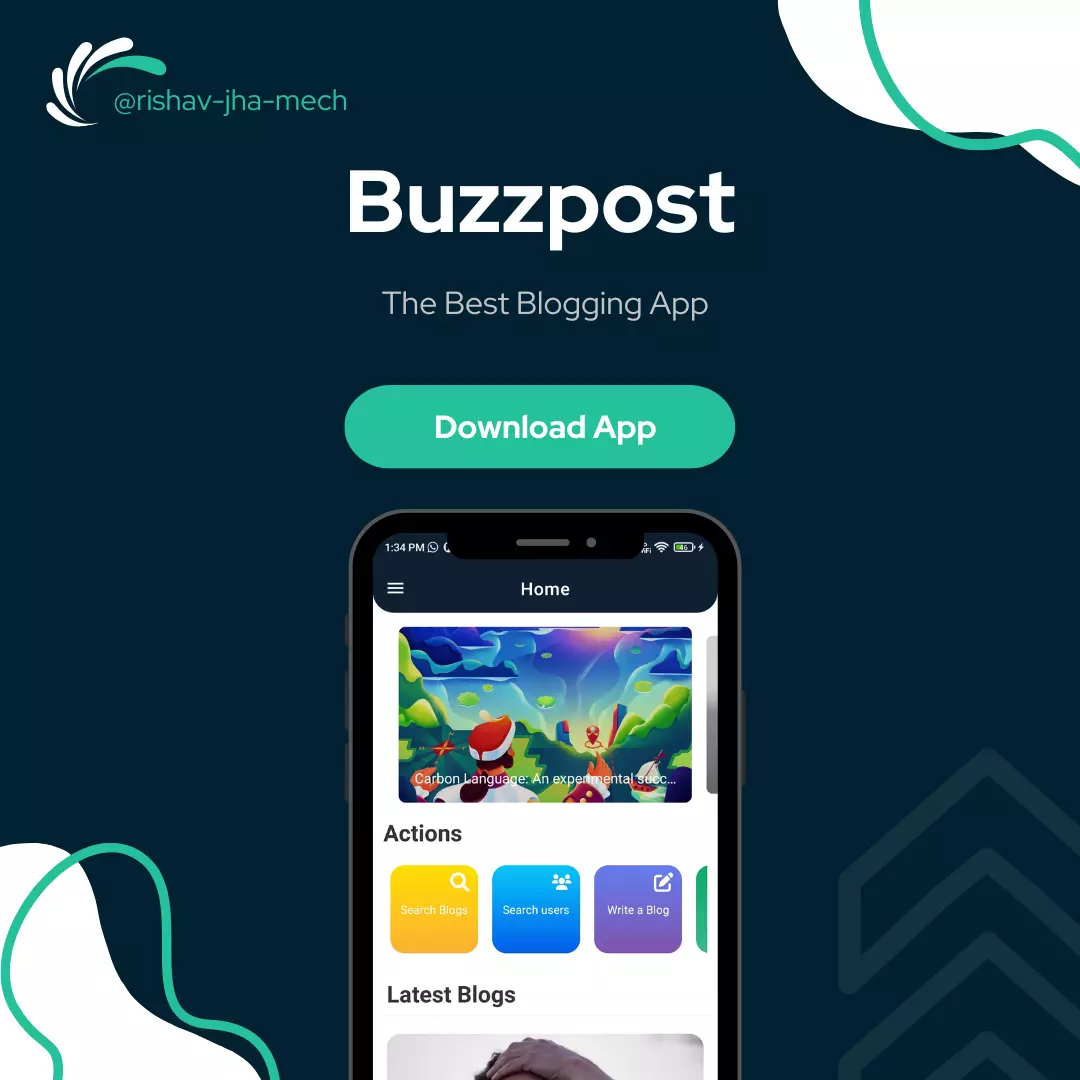 @rishav-jha-mech
Buzzpost
The Best Blogging App
Download App
1:34 PM
46
Home
Carbon Language: An experimental succ...
Actions
Search Blogs
Search users
Write a Blog
Latest Blogs